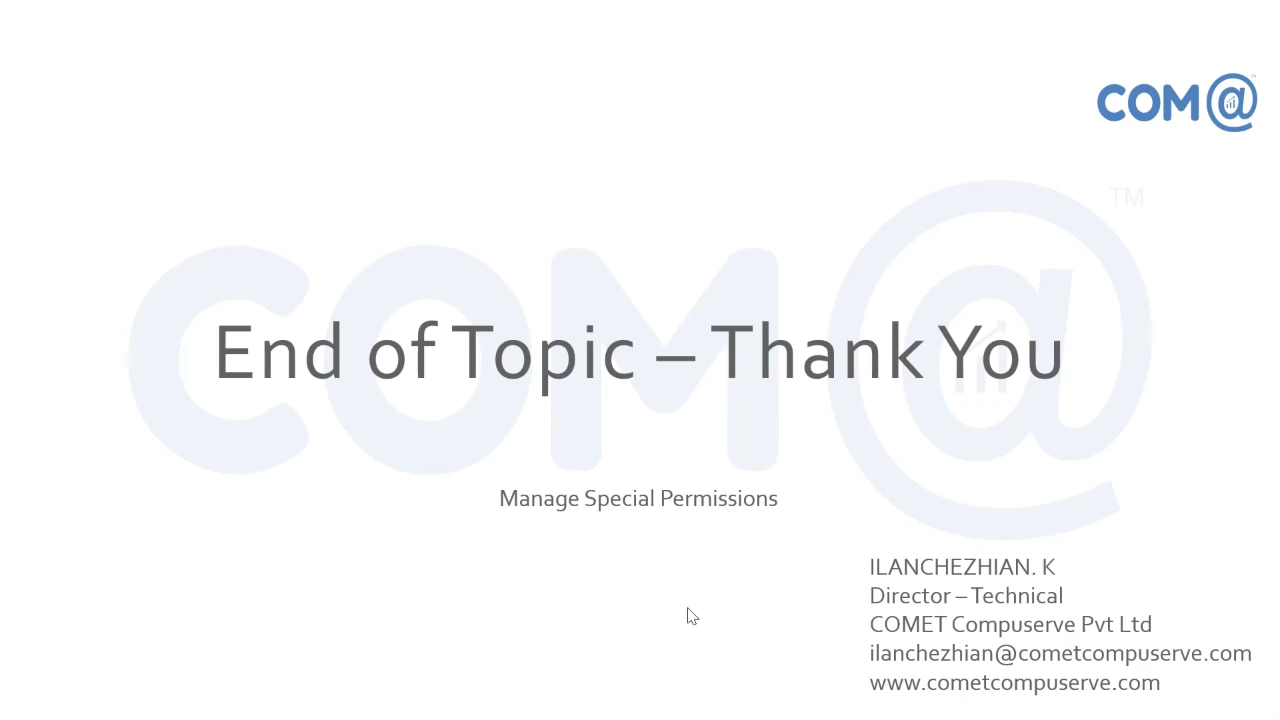 COM@
TM
End of Topic – Thank You
Manage Special Permissions
ILANCHEZHIAN. K
Director – Technical
COMET Compuserve Pvt Ltd
ilanchezhian@cometcompuserve.com
www.cometcompuserve.com